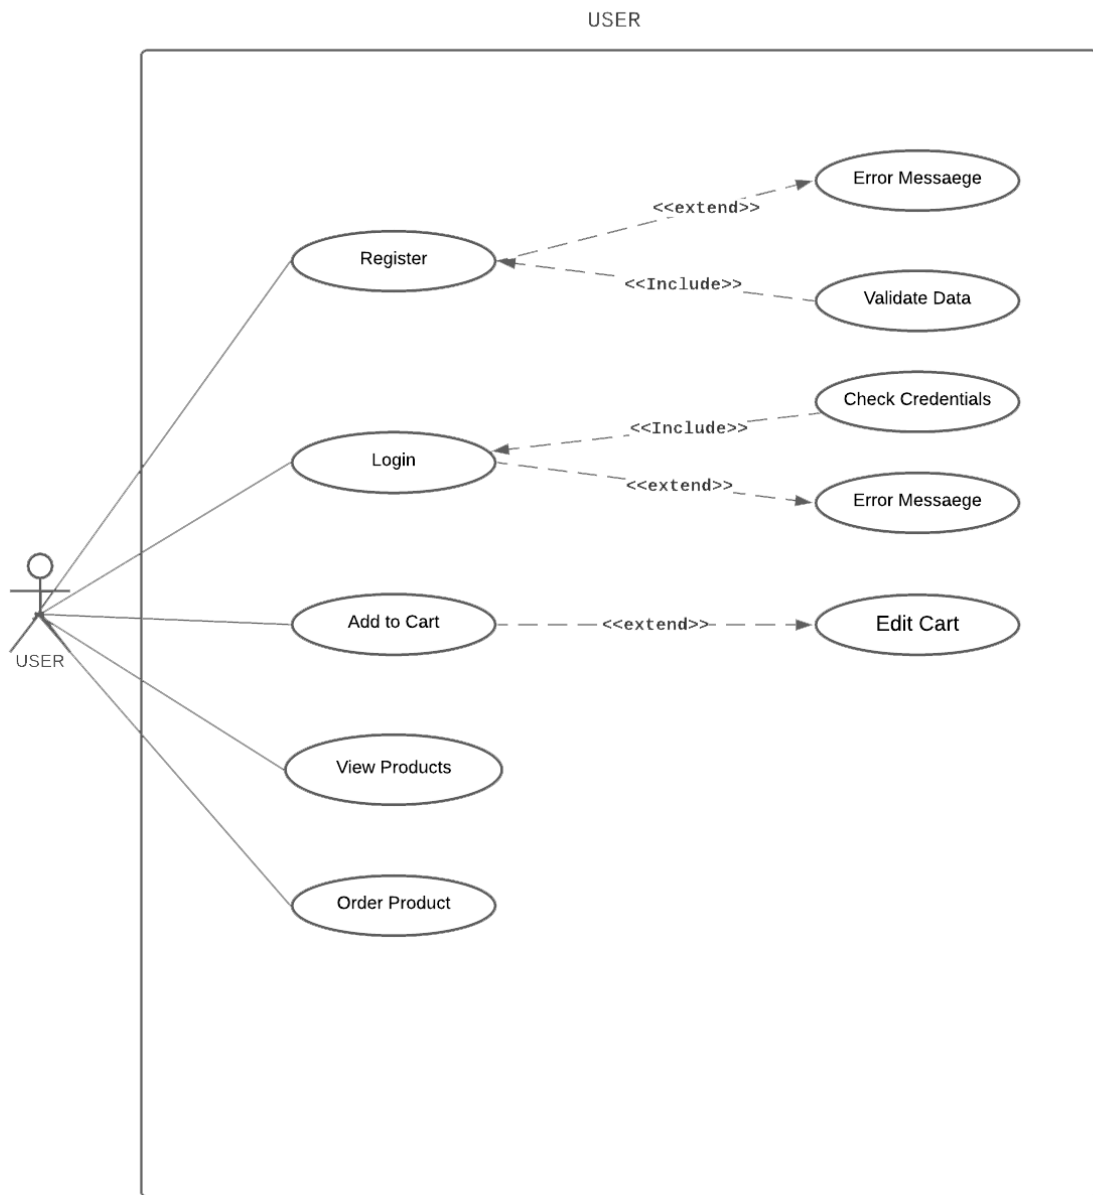 USER
Error Messaege
<<extend>>
Register
<<Include>>
Validate Data
Check Credentials
<<Include>>
Login
<<extend>>
Error Messaege
Add to Cart
<<extend>>
Edit Cart
USER
View Products
Order Product